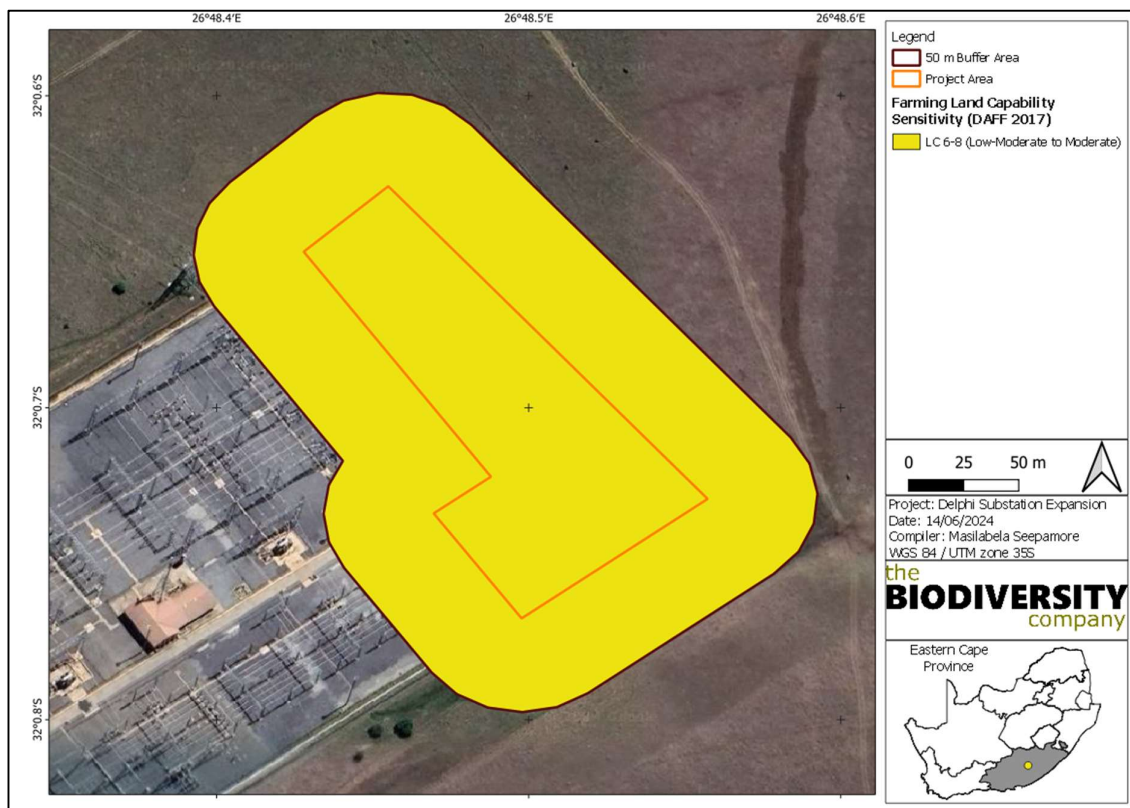 26°48.4'E 26°48.5'E 26°48.6'E
32°0.6'S
32°0.7'S
32°0.8'S
Legend
50 m Buffer Area
Project Area
Farming Land Capability
Sensitivity (DAFF 2017)
LC 6-8 (Low-Moderate to Moderate)
0 25 50 m
Project: Delphi Substation Expansion
Date: 14/06/2024
Compiler: Masilabela Seepamore
WGS 84 / UTM zone 35S
the
BIODIVERSITY
company
Eastern Cape
Province